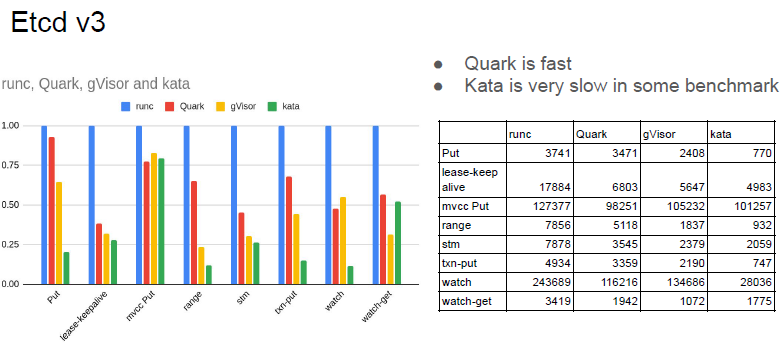 Etcd v3
runc, Quark, gVisor and kata
runc Quark gVisor kata
1.00
0.75
0.50
0.25
0.00
Put lease-keepalive mvcc Put range stm txn-put watch watch-get
Quark is fast
Kata is very slow in some benchmark
runc Quark gVisor kata
Put 3741 3471 2408 770
lease-keep
alive 17884 6803 5647 4983
mvcc Put 127377 98251 105232 101257
range 7856 5118 1837 932
stm 7878 3545 2379 2059
txn-put 4934 3359 2190 747
watch 243689 116216 134686 28036
watch-get 3419 1942 1072 1775